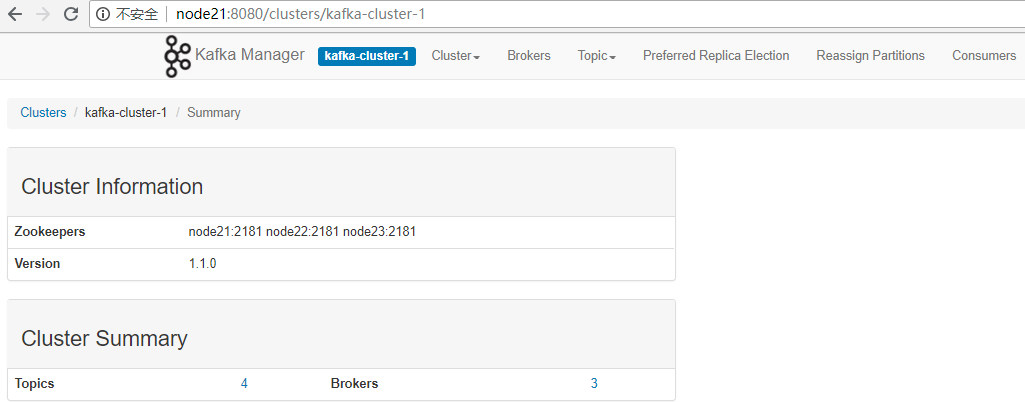 不安全 node21:8080/clusters/kafka-cluster-1
Kafka Manager kafka-cluster-1 Cluster Brokers Topic Preferred Replica Election Reassign Partitions Consumers
Clusters / kafka-cluster-1 / Summary
Cluster Information
Zookeepers node21:2181 node22:2181 node23:2181
Version 1.1.0
Cluster Summary
Topics 4 Brokers 3